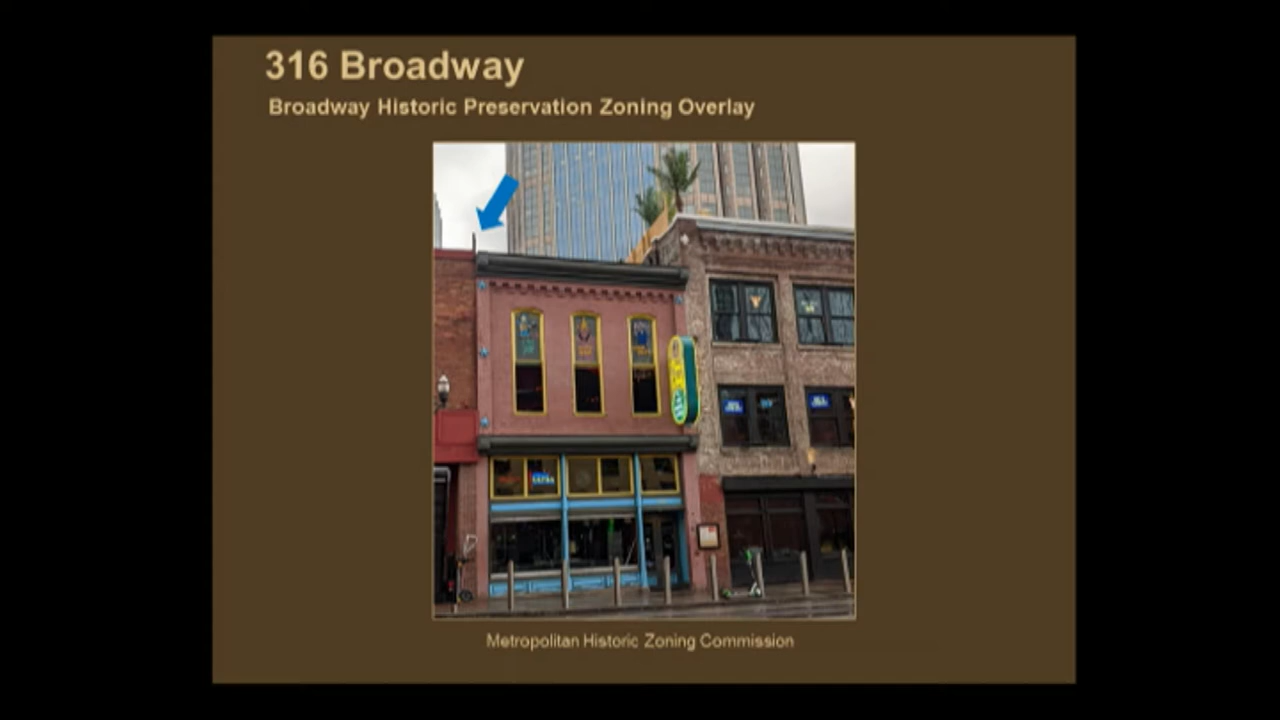 316 Broadway
Broadway Historic Preservation Zoning Overlay
Metropolitan Historic Zoning Commission